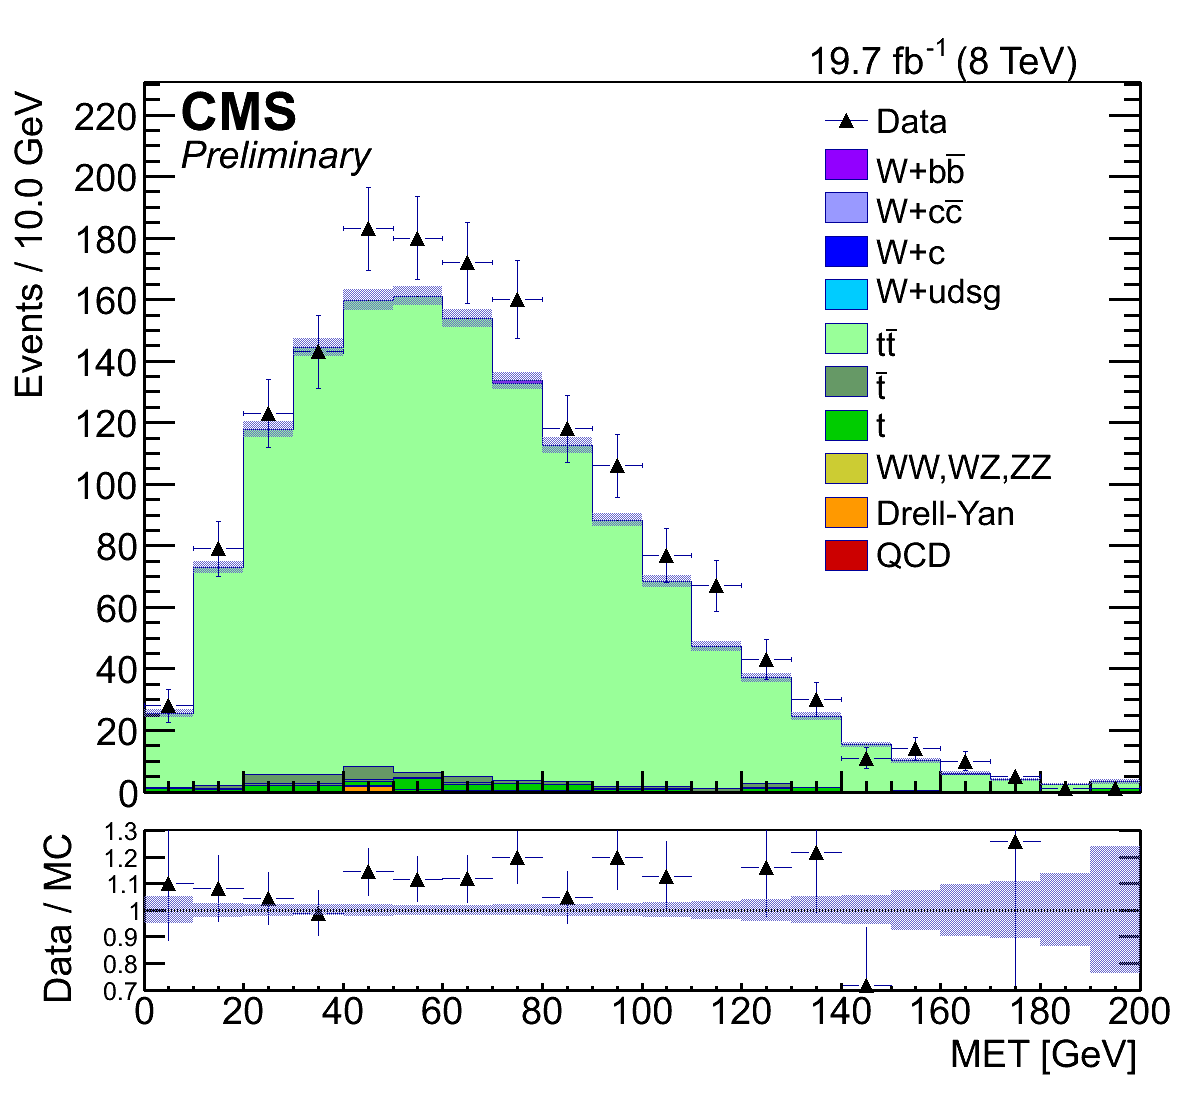 19.7 fb⁻¹ (8 TeV)
CMS
Preliminary
Events / 10.0 GeV
220
200
180
160
140
120
100
80
60
40
20
0
Data
W+bb̅
W+cc̅
W+c
W+udsg
tt̅
t̅
t
WW,WZ,ZZ
Drell-Yan
QCD
Data / MC
1.3
1.2
1.1
1
0.9
0.8
0.7
0 20 40 60 80 100 120 140 160 180 200
MET [GeV]